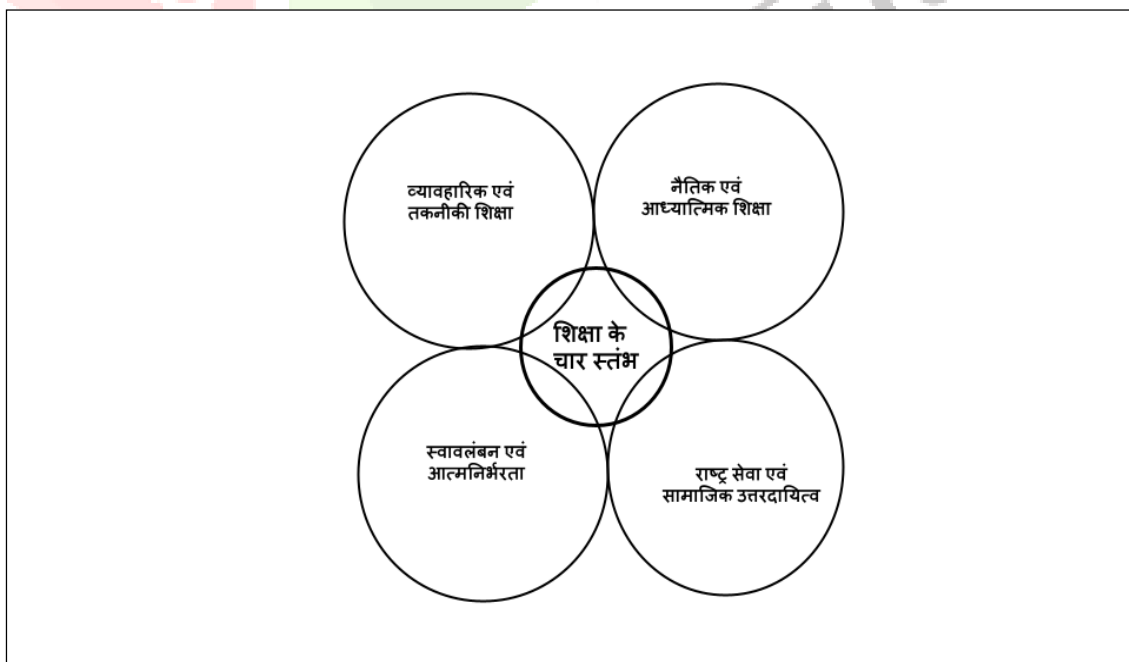 व्यावहारिक एवं
तकनीकी शिक्षा
नैतिक एवं
आध्यात्मिक शिक्षा
शिक्षा के
चार स्तंभ
स्वावलंबन एवं
आत्मनिर्भरता
राष्ट्र सेवा एवं
सामाजिक उत्तरदायित्व